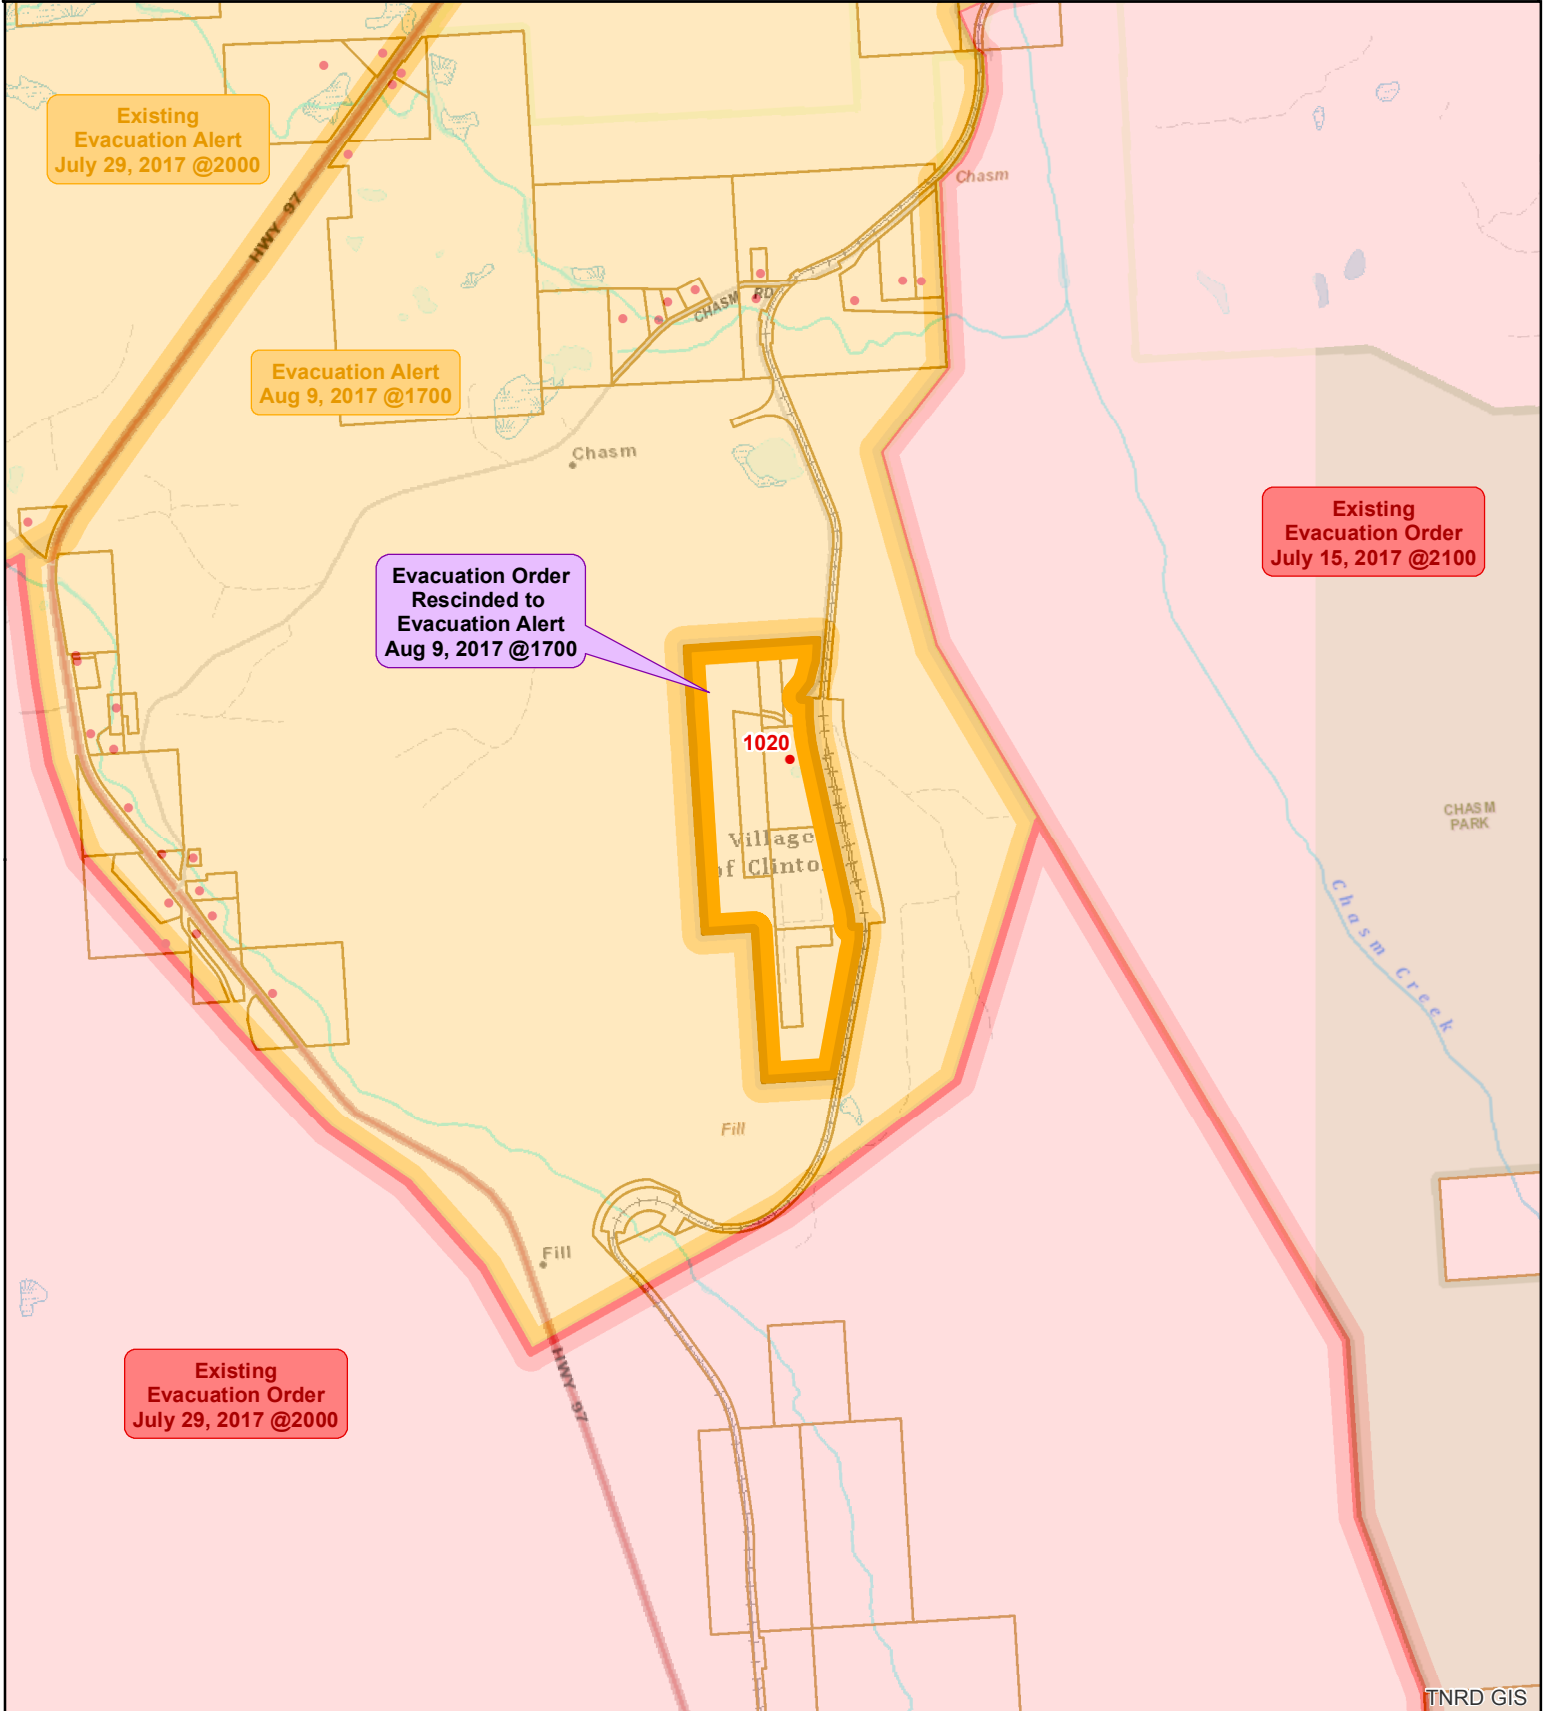 Existing
Evacuation Alert
July 29, 2017 @2000
HWY 97
Chasm
CHASM RD
Evacuation Alert
Aug 9, 2017 @1700
Chasm
Existing
Evacuation Order
July 15, 2017 @2100
Evacuation Order
Rescinded to
Evacuation Alert
Aug 9, 2017 @1700
1020
Village
of Clinto
CHASM
PARK
Chasm Creek
Fill
Fill
HWY 97
Existing
Evacuation Order
July 29, 2017 @2000
TNRD GIS